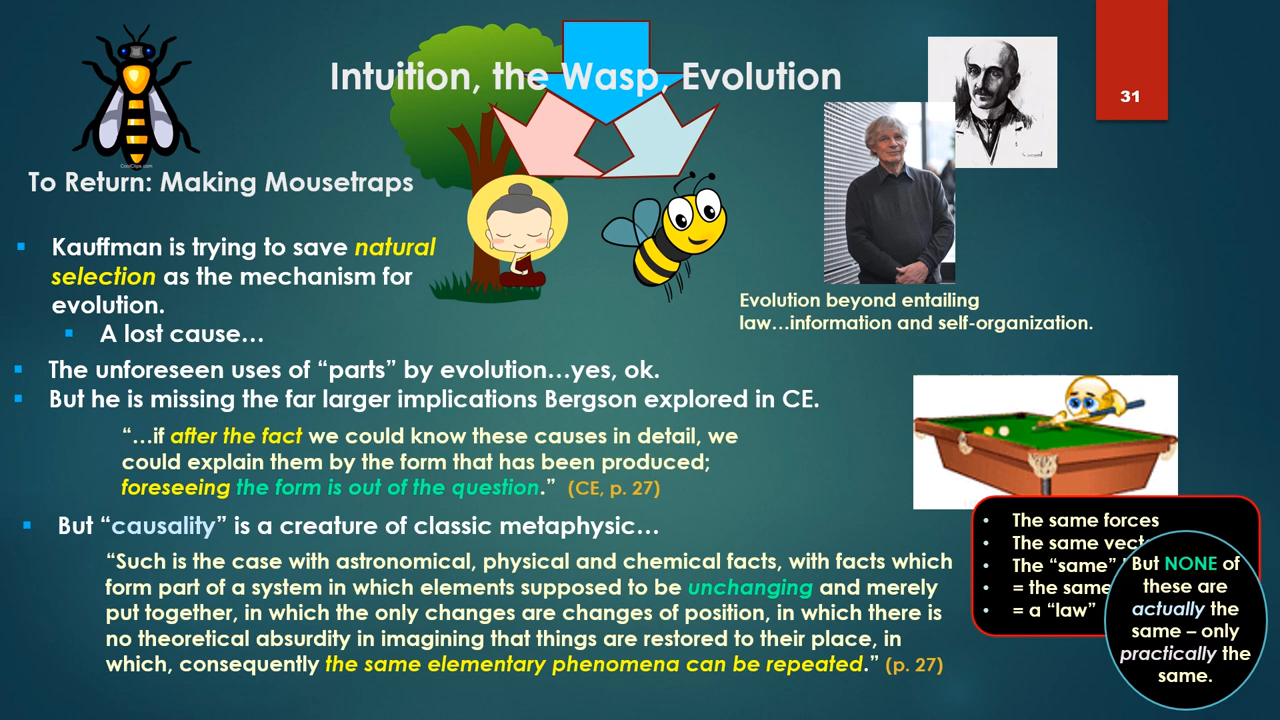 Intuition, the Wasp, Evolution
31
CoolClips.com
To Return: Making Mousetraps
Kauffman is trying to save natural
selection as the mechanism for
evolution.
A lost cause…
Evolution beyond entailing
law…information and self-organization.
The unforeseen uses of “parts” by evolution…yes, ok.
But he is missing the far larger implications Bergson explored in CE.
“…if after the fact we could know these causes in detail, we
could explain them by the form that has been produced;
foreseeing the form is out of the question.” (CE, p. 27)
But “causality” is a creature of classic metaphysic…
“Such is the case with astronomical, physical and chemical facts, with facts which
form part of a system in which elements supposed to be unchanging and merely
put together, in which the only changes are changes of position, in which there is
no theoretical absurdity in imagining that things are restored to their place, in
which, consequently the same elementary phenomena can be repeated.” (p. 27)
The same forces
The same
The “same”
= the same
= a “law”
But NONE of
these are
actually the
same – only
practically the
same.